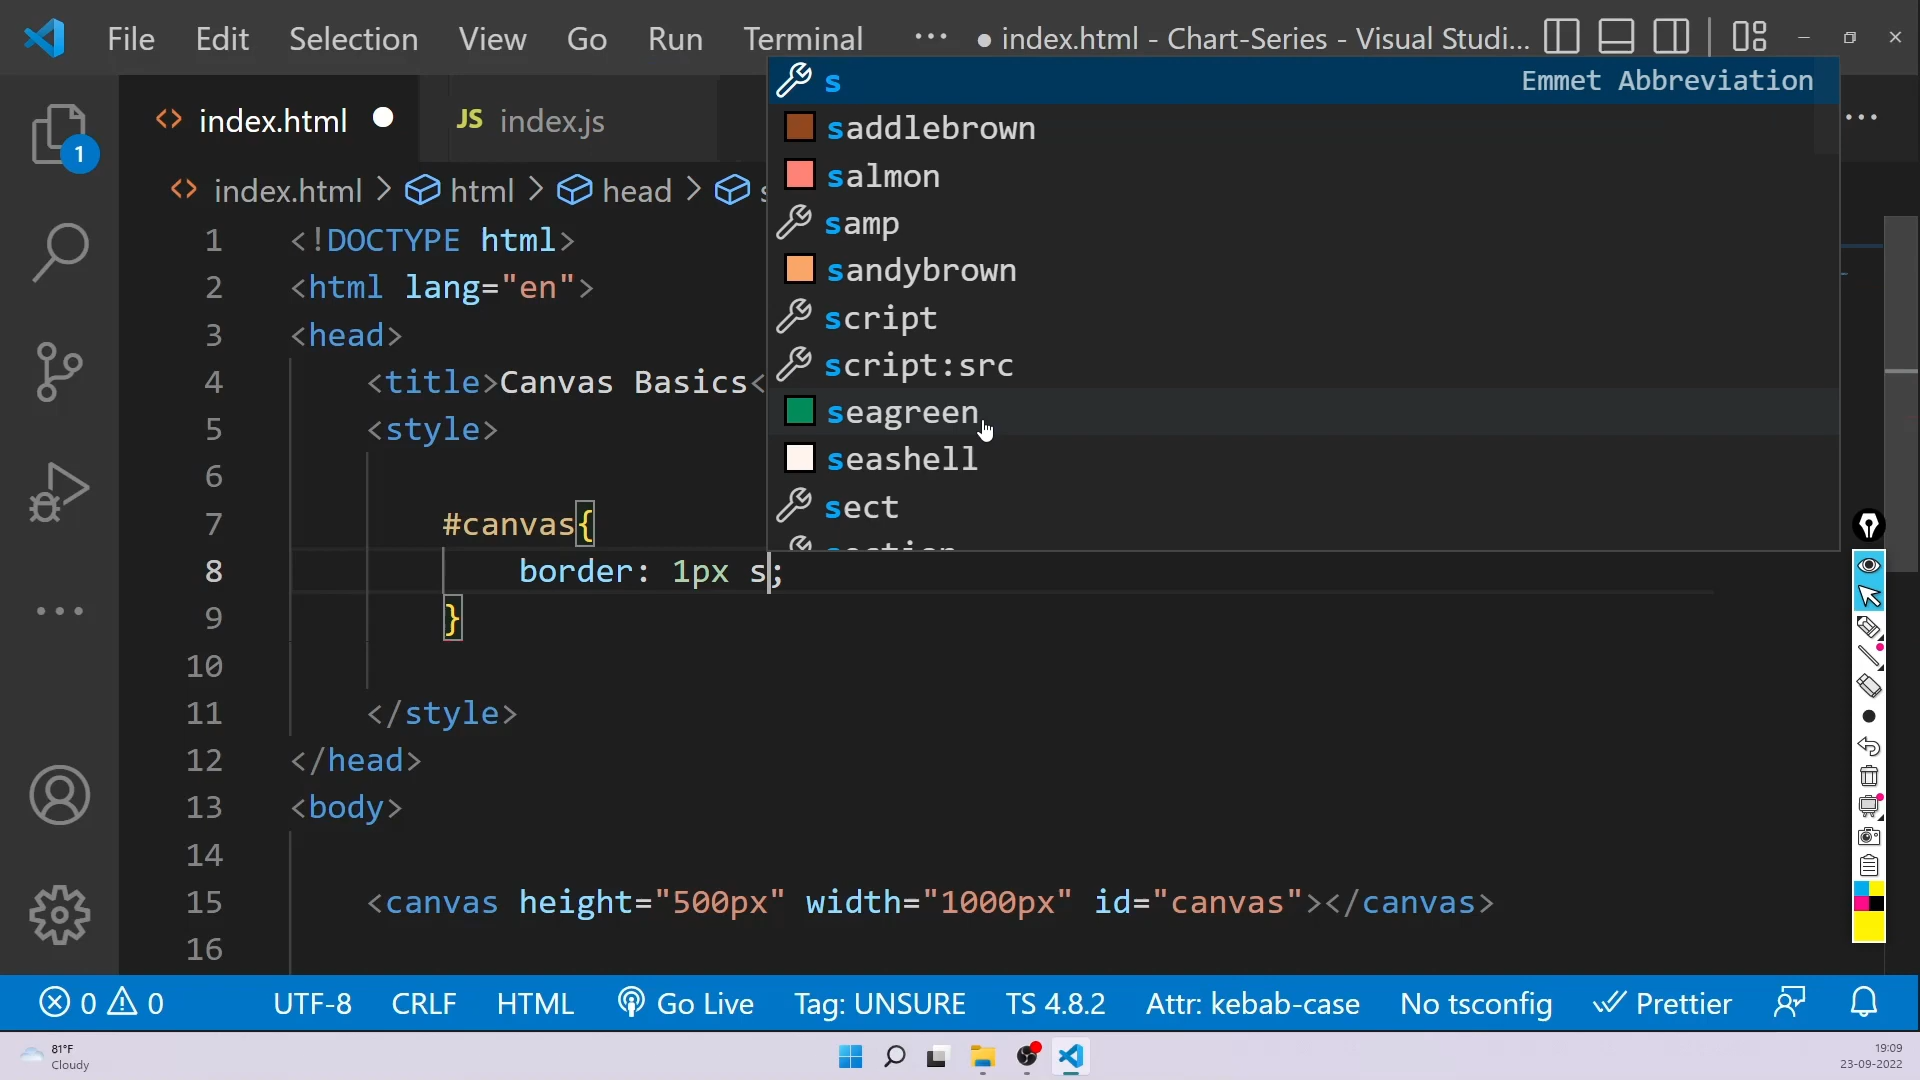 File Edit Selection View Go Run Terminal ··· ● index.html - Chart-Series - Visual Studi...
<> index.html ● JS index.js ···
1
<> index.html > html > head >
s Emmet Abbreviation
saddlebrown
salmon
samp
sandybrown
script
script:src
seagreen
seashell
sect
section
1 <!DOCTYPE html>
2 <html lang="en">
3 <head>
4 <title>Canvas Basics<
5 <style>
6
7 #canvas{
8 border: 1px s;
9 }
10
11 </style>
12 </head>
13 <body>
14
15 <canvas height="500px" width="1000px" id="canvas"></canvas>
16
0 0 UTF-8 CRLF HTML Go Live Tag: UNSURE TS 4.8.2 Attr: kebab-case No tsconfig Prettier
81°F
Cloudy
19:09
23-09-2022